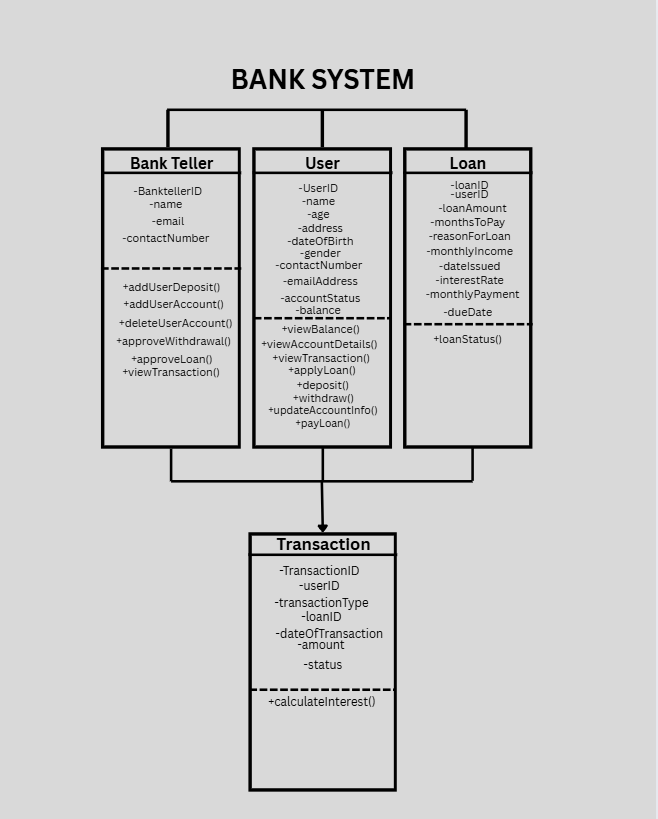 BANK SYSTEM
Bank Teller
-BanktellerID
-name
-email
-contactNumber
+addUserDeposit()
+addUserAccount()
+deleteUserAccount()
+approveWithdrawal()
+approveLoan()
+viewTransaction()
User
-UserID
-name
-age
-address
-dateOfBirth
-gender
-contactNumber
-emailAddress
-accountStatus
-balance
+viewBalance()
+viewAccountDetails()
+viewTransaction()
+applyLoan()
+deposit()
+withdraw()
+updateAccountInfo()
+payLoan()
Loan
-loanID
-userID
-loanAmount
-monthsToPay
-reasonForLoan
-monthlyIncome
-dateIssued
-interestRate
-monthlyPayment
-dueDate
+loanStatus()
Transaction
-TransactionID
-userID
-transactionType
-loanID
-dateOfTransaction
-amount
-status
+calculateInterest()